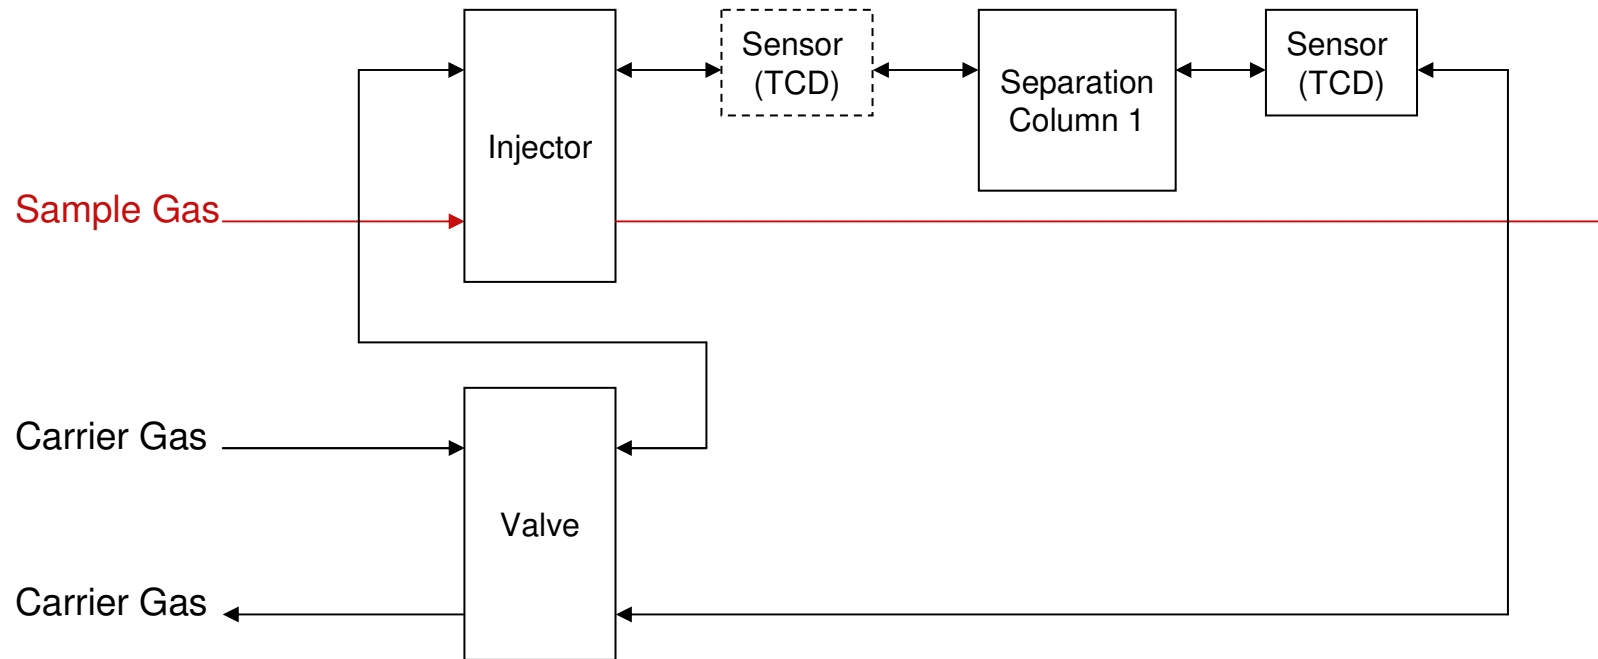 Sensor
(TCD)
Sensor
(TCD)
Separation
Column 1
Injector
Sample Gas
Carrier Gas
Valve
Carrier Gas